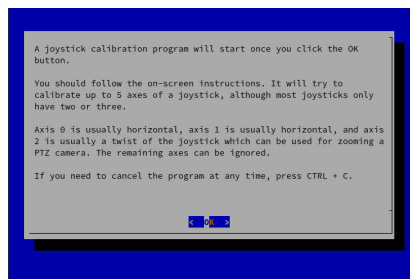 A joystick calibration program will start once you click the OK
button.
You should follow the on-screen instructions. It will try to
calibrate up to 5 axes of a joystick, although most joysticks only
have two or three.
Axis 0 is usually horizontal, axis 1 is usually horizontal, and axis
2 is usually a twist of the joystick which can be used for zooming a
PTZ camera. The remaining axes can be ignored.
If you need to cancel the program at any time, press CTRL + C.
< OK >